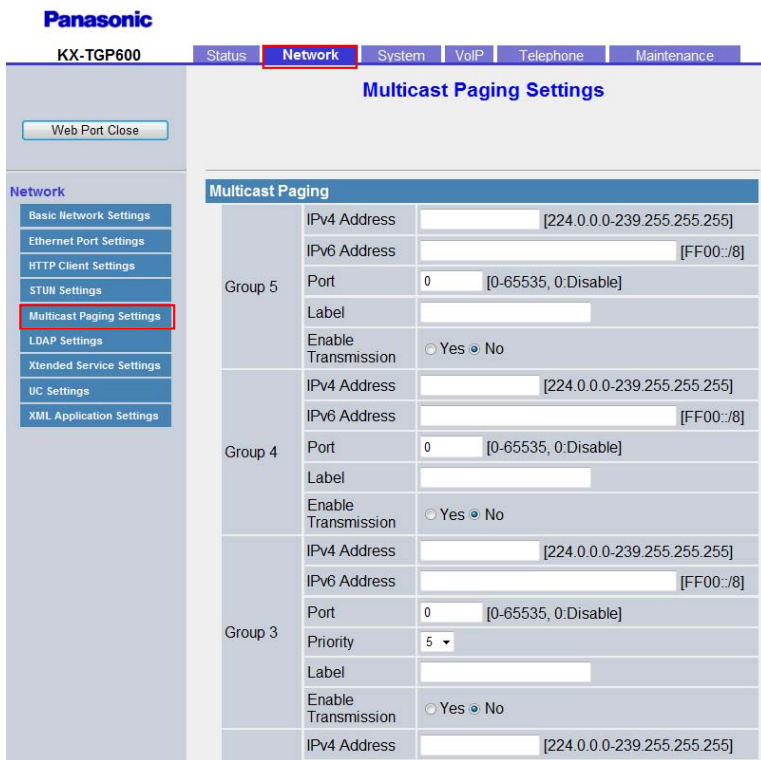 Panasonic
KX-TGP600
Status Network System VoIP Telephone Maintenance
Multicast Paging Settings
Web Port Close
Network
Basic Network Settings
Ethernet Port Settings
HTTP Client Settings
STUN Settings
Multicast Paging Settings
LDAP Settings
Xtended Service Settings
UC Settings
XML Application Settings
Multicast Paging
Group 5
IPv4 Address [224.0.0.0-239.255.255.255]
IPv6 Address [FF00::/8]
Port 0 [0-65535, 0:Disable]
Label
Enable
Transmission Yes No
Group 4
IPv4 Address [224.0.0.0-239.255.255.255]
IPv6 Address [FF00::/8]
Port 0 [0-65535, 0:Disable]
Label
Enable
Transmission Yes No
Group 3
IPv4 Address [224.0.0.0-239.255.255.255]
IPv6 Address [FF00::/8]
Port 0 [0-65535, 0:Disable]
Priority 5
Label
Enable
Transmission Yes No
IPv4 Address [224.0.0.0-239.255.255.255]